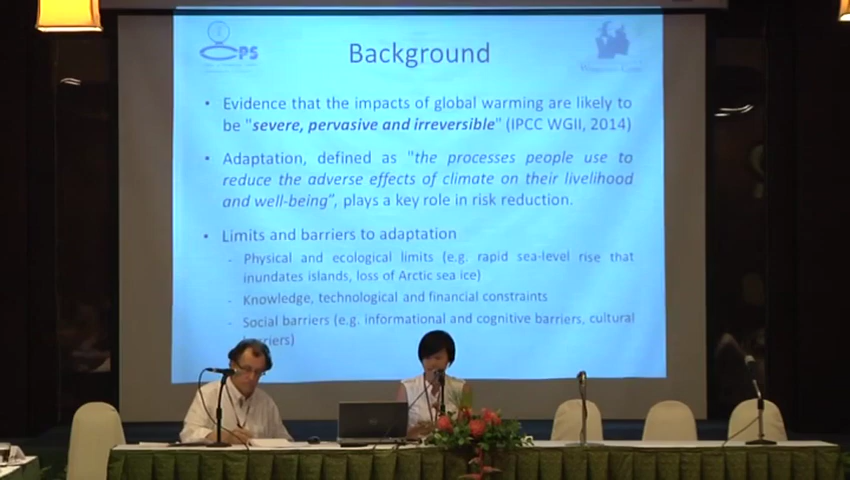 CPS
Background
• Evidence that the impacts of global warming are likely to
be "severe, pervasive and irreversible" (IPCC WGII, 2014)
• Adaptation, defined as "the processes people use to
reduce the adverse effects of climate on their livelihood
and well-being", plays a key role in risk reduction.
• Limits and barriers to adaptation
- Physical and ecological limits (e.g. rapid sea-level rise that
inundates islands, loss of Arctic sea ice)
- Knowledge, technological and financial constraints
- Social barriers (e.g. informational and cognitive barriers, cultural
barriers)